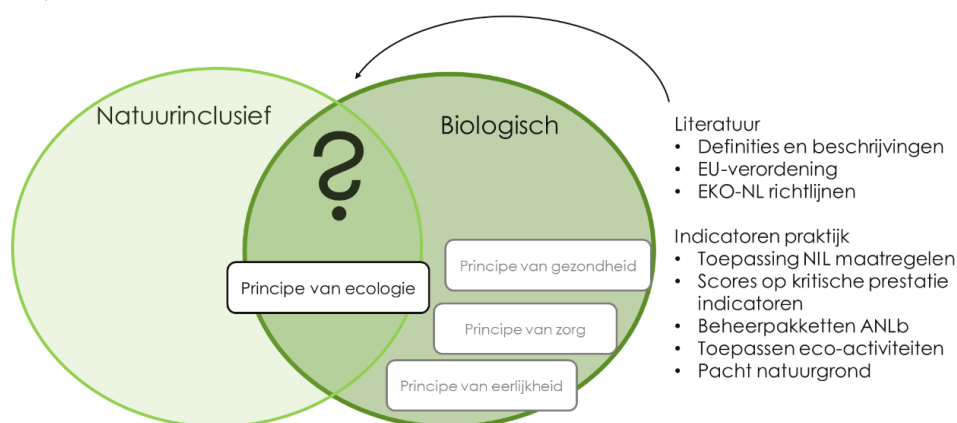 Natuurinclusief
?
Biologisch
Principe van ecologie
Principe van gezondheid
Principe van zorg
Principe van eerlijkheid
Literatuur
• Definities en beschrijvingen
• EU-verordening
• EKO-NL richtlijnen
Indicatoren praktijk
• Toepassing NIL maatregelen
• Scores op kritische prestatie
indicatoren
• Beheerpakketten ANLb
• Toepassen eco-activiteiten
• Pacht natuurgrond